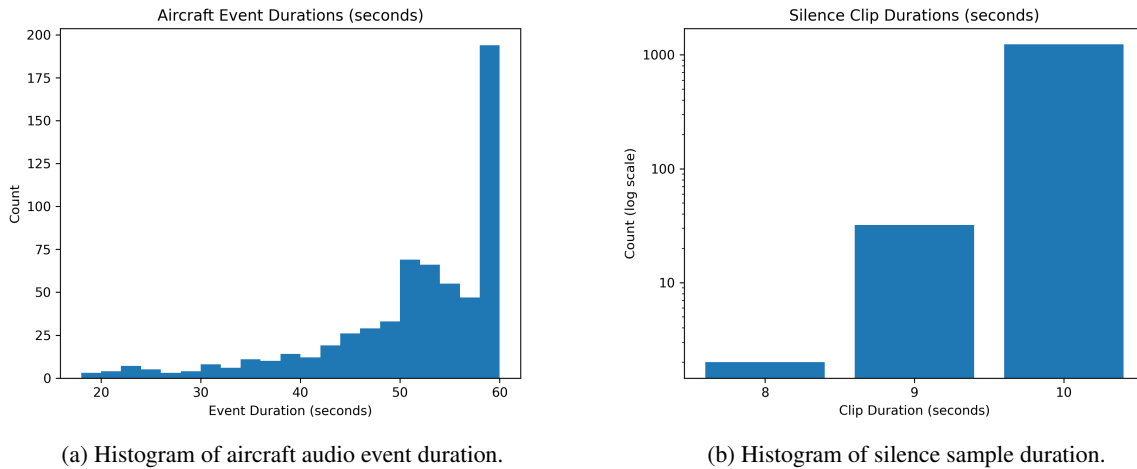 Aircraft Event Durations (seconds)
200
175
150
125
100
75
50
25
0
Count
20 30 40 50 60
Event Duration (seconds)
(a) Histogram of aircraft audio event duration.
Silence Clip Durations (seconds)
1000
100
10
Count (log scale)
8 9 10
Clip Duration (seconds)
(b) Histogram of silence sample duration.